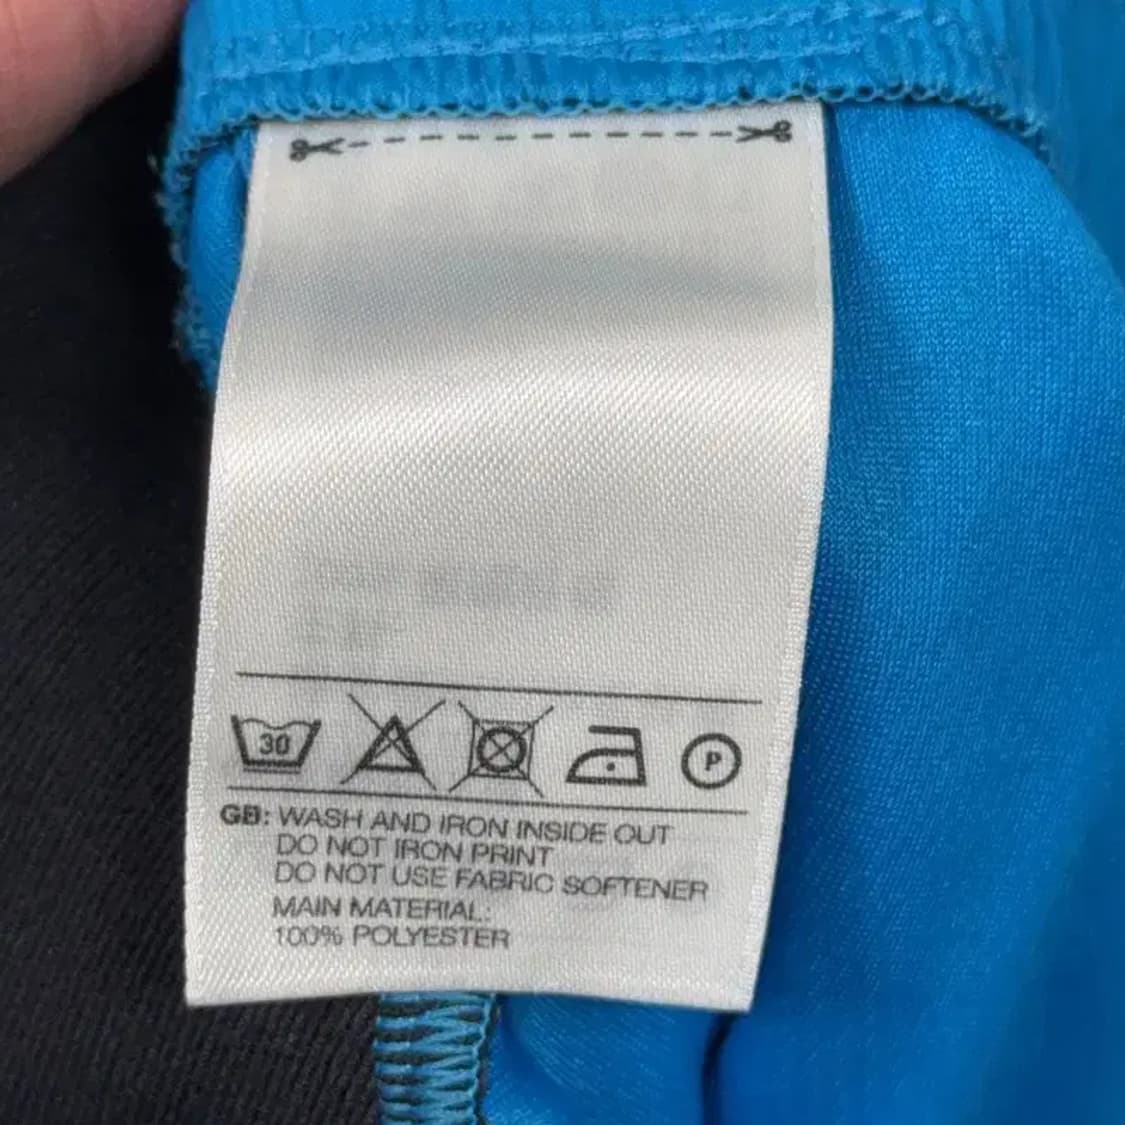 30
P
GB: WASH AND IRON INSIDE OUT
DO NOT IRON PRINT
DO NOT USE FABRIC SOFTENER
MAIN MATERIAL:
100% POLYESTER